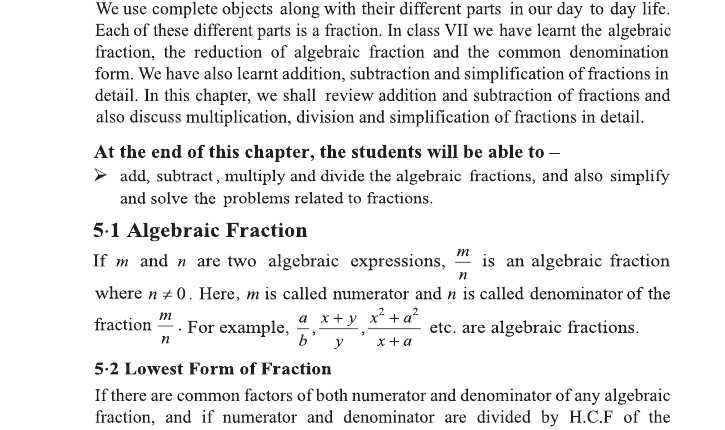 We use complete objects along with their different parts in our day to day life.
Each of these different parts is a fraction. In class VII we have learnt the algebraic
fraction, the reduction of algebraic fraction and the common denomination
form. We have also learnt addition, subtraction and simplification of fractions in
detail. In this chapter, we shall review addition and subtraction of fractions and
also discuss multiplication, division and simplification of fractions in detail.
At the end of this chapter, the students will be able to –
➢ add, subtract, multiply and divide the algebraic fractions, and also simplify
and solve the problems related to fractions.
5·1 Algebraic Fraction
If m and n are two algebraic expressions, m/n is an algebraic fraction
where n ≠ 0. Here, m is called numerator and n is called denominator of the
fraction m/n. For example, a/b, (x + y)/y, (x² + a²)/(x + a) etc. are algebraic fractions.
5·2 Lowest Form of Fraction
If there are common factors of both numerator and denominator of any algebraic
fraction, and if numerator and denominator are divided by H.C.F of the